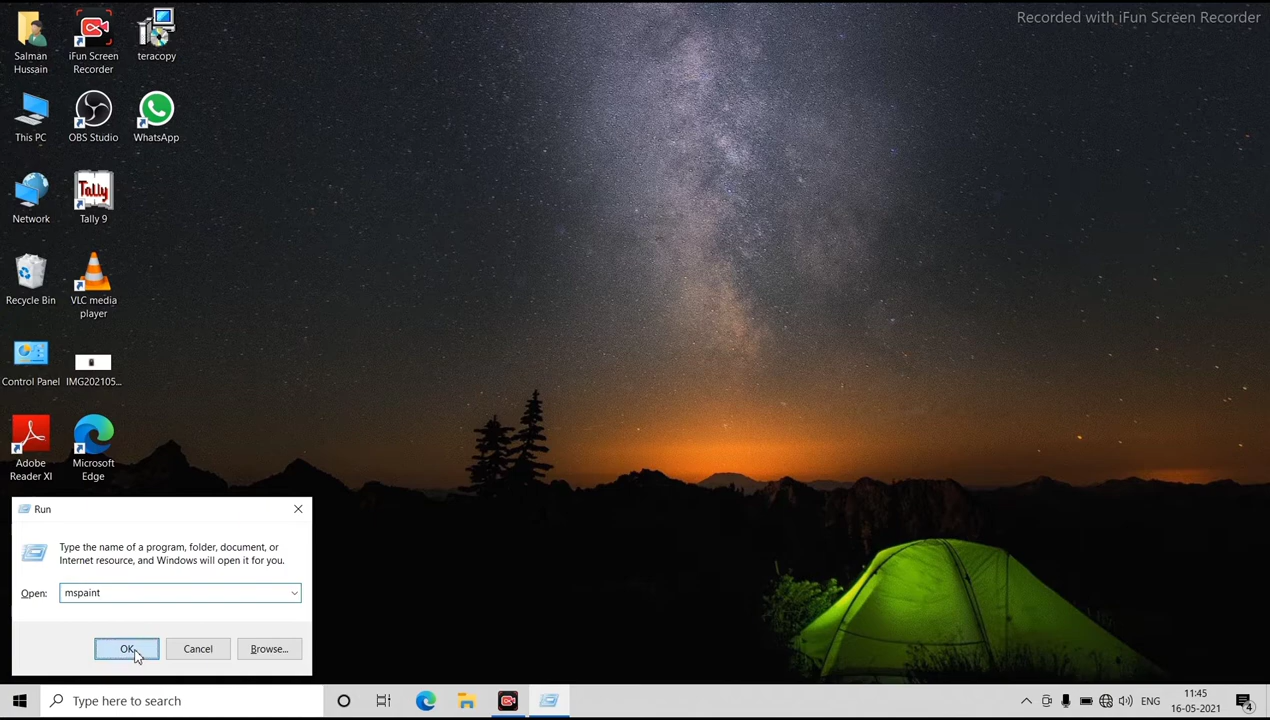 Recorded with iFun Screen Recorder
Salman
Hussain
iFun Screen
Recorder
teracopy
This PC
OBS Studio
WhatsApp
Network
Tally
Tally 9
Recycle Bin
VLC media
player
Control Panel
IMG202105...
Adobe
Reader XI
Microsoft
Edge
Run
Type the name of a program, folder, document, or
Internet resource, and Windows will open it for you.
Open:
mspaint
OK
Cancel
Browse...
Type here to search
ENG
11:45
16-05-2021
4